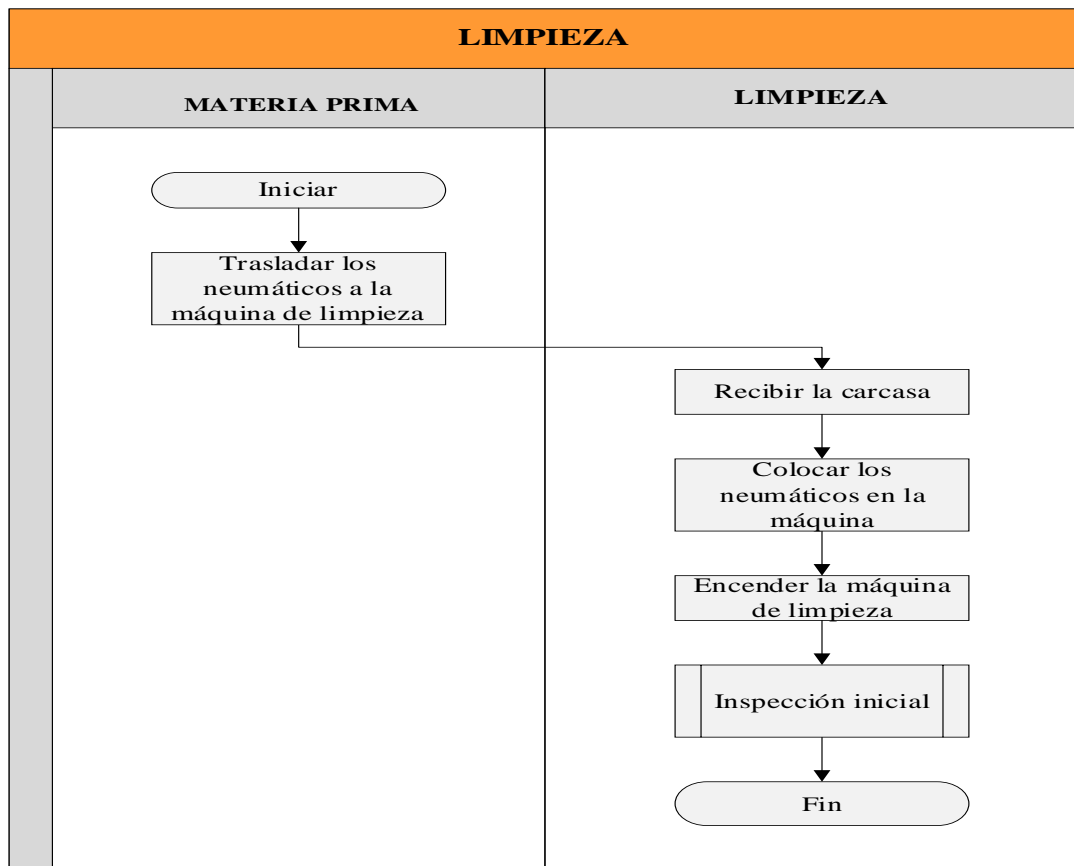 LIMPIEZA
MATERIA PRIMA
LIMPIEZA
Iniciar
Trasladar los
neumáticos a la
máquina de limpieza
Recibir la carcasa
Colocar los
neumáticos en la
máquina
Encender la máquina
de limpieza
Inspección inicial
Fin